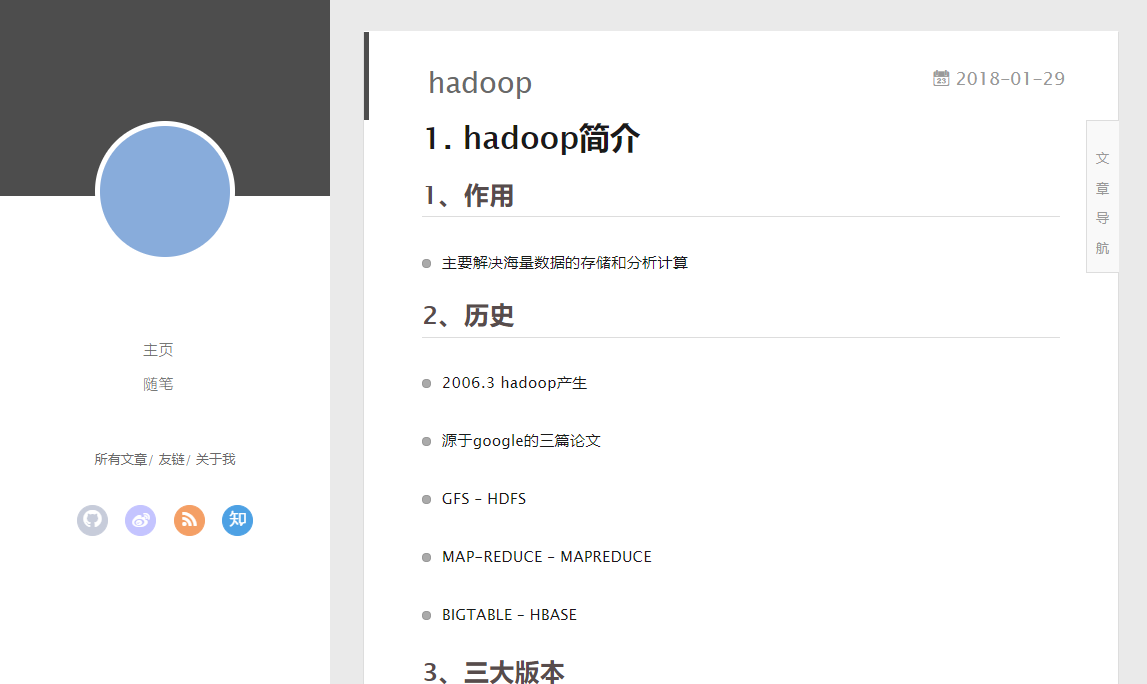 主页
随笔
所有文章/ 友链/ 关于我
知
hadoop
23 2018-01-29
1. hadoop简介
1、作用
主要解决海量数据的存储和分析计算
2、历史
2006.3 hadoop产生
源于google的三篇论文
GFS - HDFS
MAP-REDUCE - MAPREDUCE
BIGTABLE - HBASE
3、三大版本
文
章
导
航